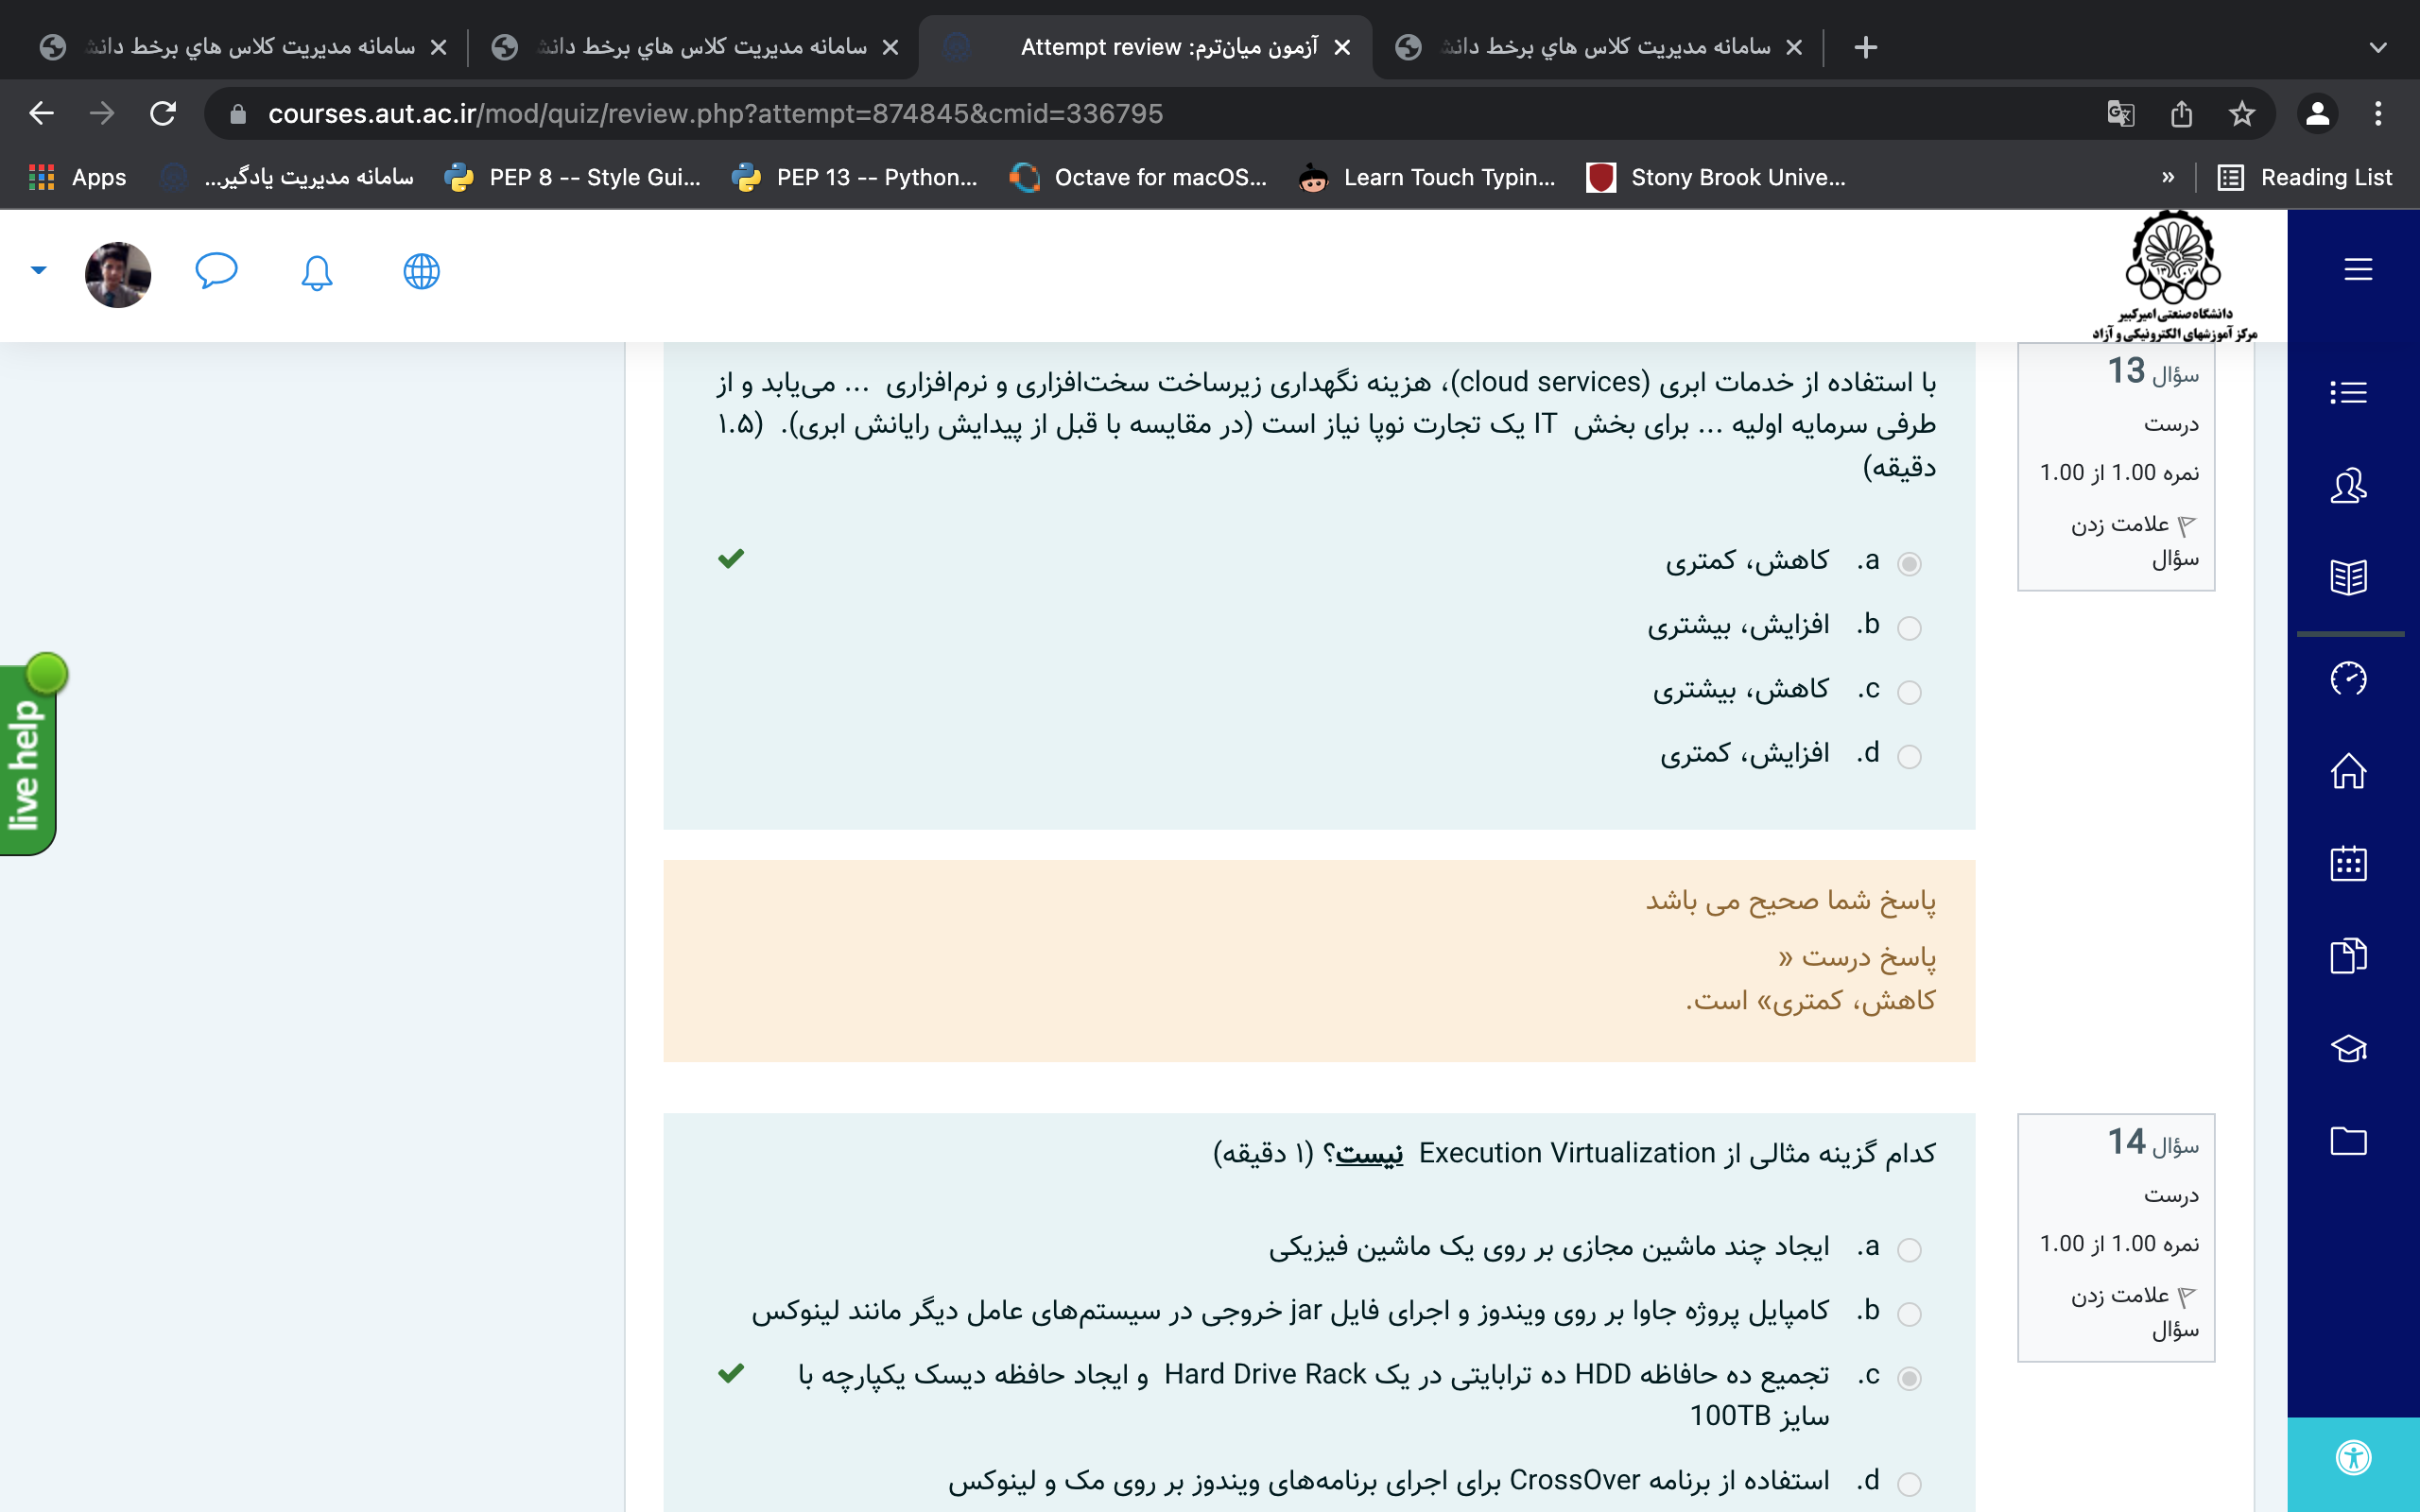 سامانه مدیریت کلاس هاي برخط دانش
سامانه مدیریت کلاس هاي برخط دانش
Attempt review :آزمون میان‌ترم
سامانه مدیریت کلاس هاي برخط دانش
courses.aut.ac.ir/mod/quiz/review.php?attempt=874845&cmid=336795
Apps
سامانه مدیریت یادگیر...
PEP 8 -- Style Gui...
PEP 13 -- Python...
Octave for macOS...
Learn Touch Typin...
Stony Brook Unive...
»
Reading List
دانشگاه صنعتی امیرکبیر
مرکز آموزشهای الکترونیکی و آزاد
سؤال 13
درست
نمره 1.00 از 1.00
علامت زدن
سؤال
با استفاده از خدمات ابری (cloud services)، هزینه نگهداری زیرساخت سخت‌افزاری و نرم‌افزاری ... می‌یابد و از
طرفی سرمایه اولیه ... برای بخش IT یک تجارت نوپا نیاز است (در مقایسه با قبل از پیدایش رایانش ابری). (۱.۵
دقیقه)
a. کاهش، کمتری
b. افزایش، بیشتری
c. کاهش، بیشتری
d. افزایش، کمتری
پاسخ شما صحیح می باشد
پاسخ درست «
کاهش، کمتری» است.
live help
سؤال 14
درست
نمره 1.00 از 1.00
علامت زدن
سؤال
کدام گزینه مثالی از Execution Virtualization نیست؟ (۱ دقیقه)
a. ایجاد چند ماشین مجازی بر روی یک ماشین فیزیکی
b. کامپایل پروژه جاوا بر روی ویندوز و اجرای فایل jar خروجی در سیستم‌های عامل دیگر مانند لینوکس
c. تجمیع ده حافاظه HDD ده ترابایتی در یک Hard Drive Rack و ایجاد حافظه دیسک یکپارچه با
سایز 100TB
d. استفاده از برنامه CrossOver برای اجرای برنامه‌های ویندوز بر روی مک و لینوکس